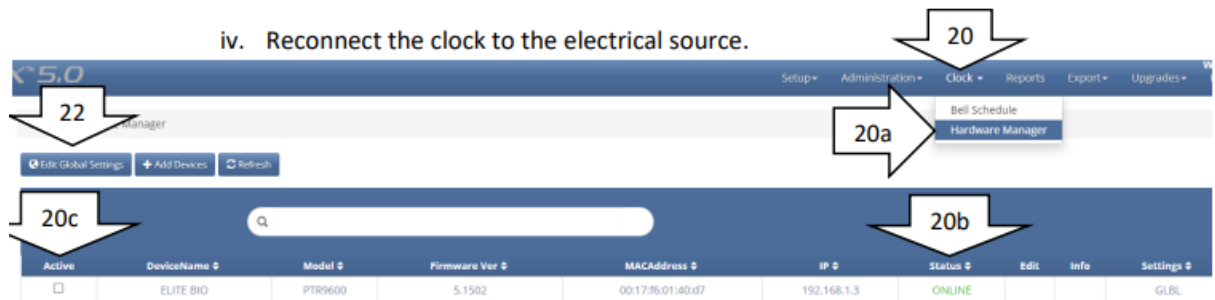 iv. Reconnect the clock to the electrical source.
20
5.0
Setup Administration Clock Reports Export Upgrades
22
Manager
Bell Schedule
20a
Hardware Manager
Edit Global Settings Add Devices Refresh
20c
20b
Active DeviceName Model Firmware Ver MACAddress IP Status Edit Info Settings
ELITE BIO PTR9600 5.1502 00:17:f6:01:40:d7 192.168.1.3 ONLINE GLBL